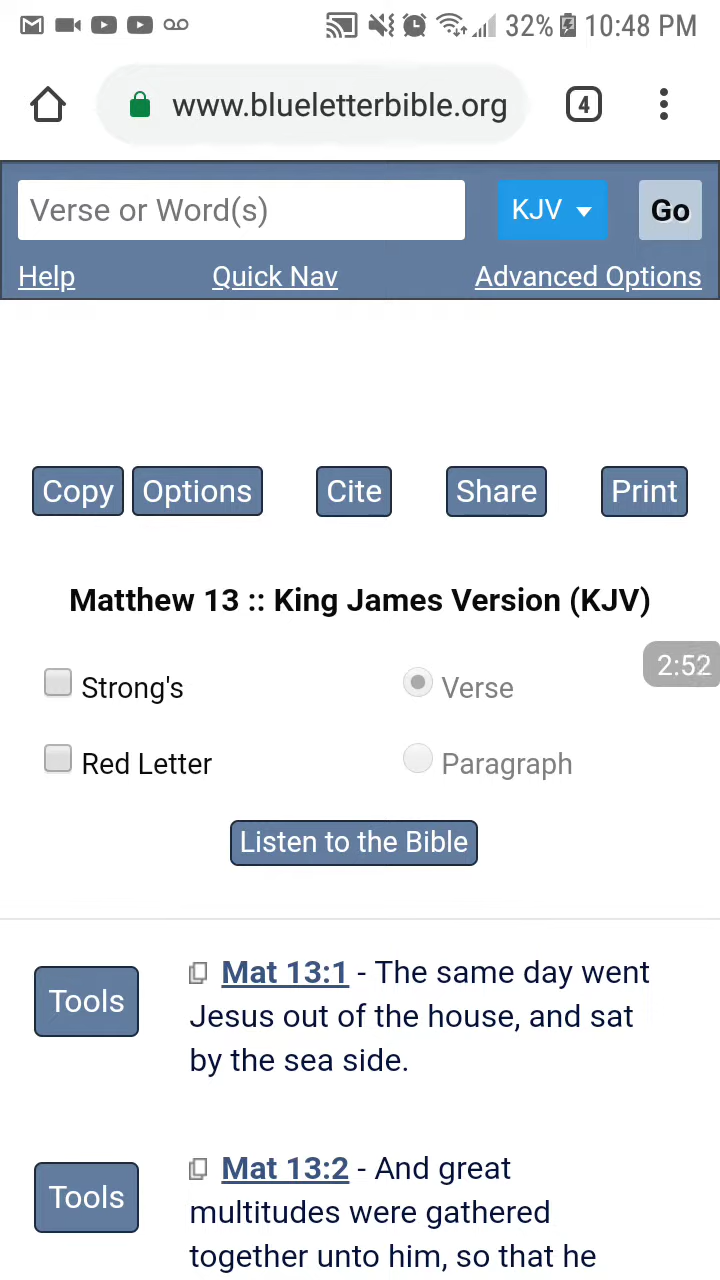 32% 10:48 PM
www.blueletterbible.org 4
Verse or Word(s) KJV Go
Help Quick Nav Advanced Options
Copy Options Cite Share Print
Matthew 13 :: King James Version (KJV)
2:52
Strong's Verse
Red Letter Paragraph
Listen to the Bible
Tools Mat 13:1 - The same day went
Jesus out of the house, and sat
by the sea side.
Tools Mat 13:2 - And great
multitudes were gathered
together unto him, so that he